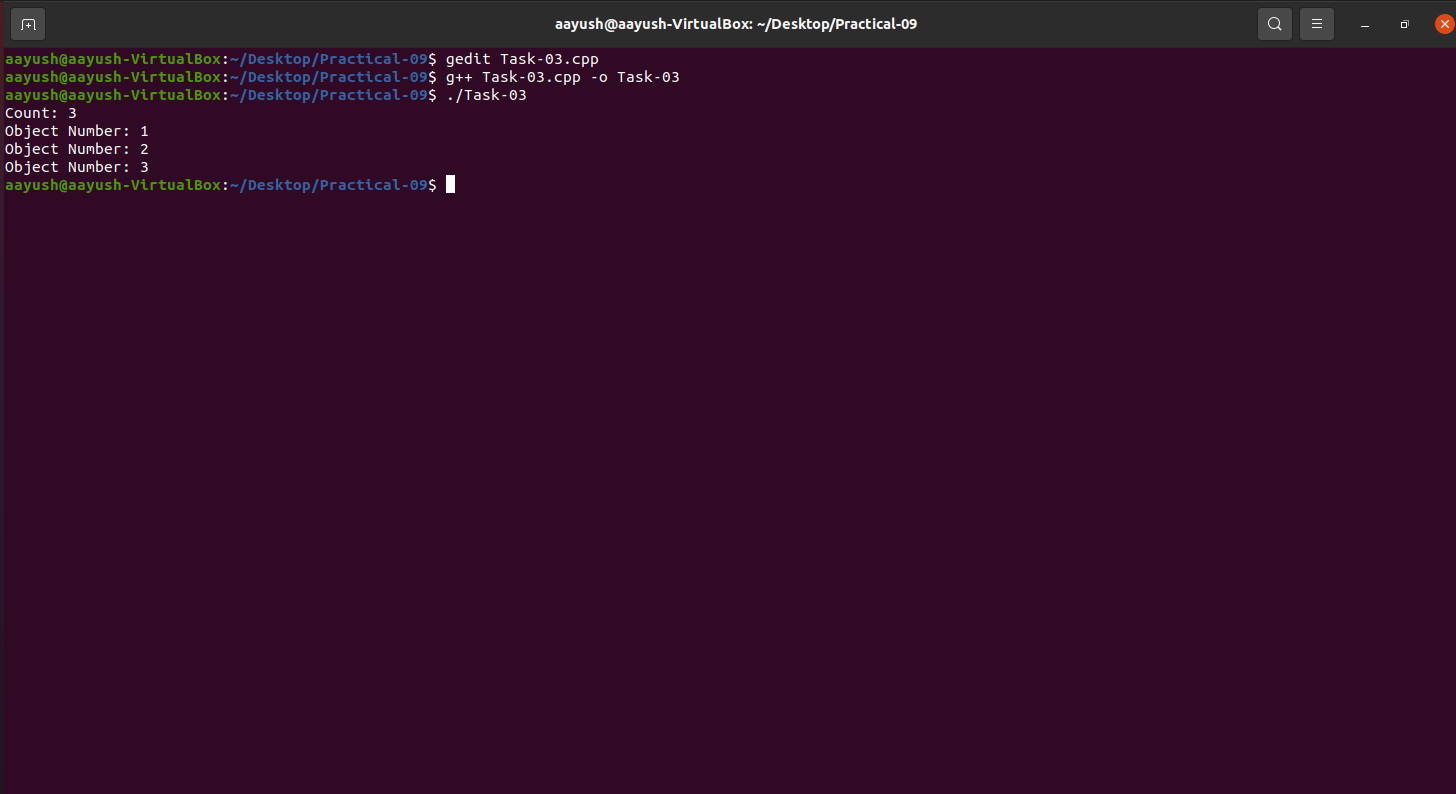 aayush@aayush-VirtualBox: ~/Desktop/Practical-09
aayush@aayush-VirtualBox:~/Desktop/Practical-09$ gedit Task-03.cpp
aayush@aayush-VirtualBox:~/Desktop/Practical-09$ g++ Task-03.cpp -o Task-03
aayush@aayush-VirtualBox:~/Desktop/Practical-09$ ./Task-03
Count: 3
Object Number: 1
Object Number: 2
Object Number: 3
aayush@aayush-VirtualBox:~/Desktop/Practical-09$